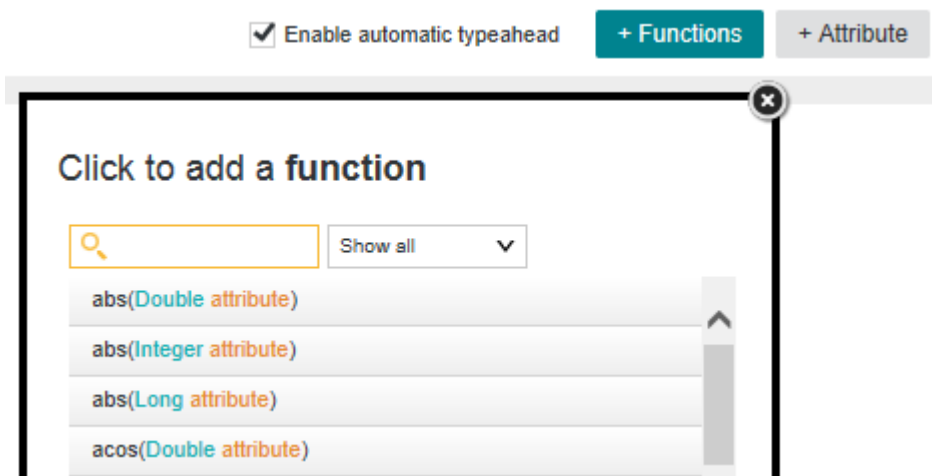 Enable automatic typeahead + Functions + Attribute
Click to add a function
Show all
abs(Double attribute)
abs(Integer attribute)
abs(Long attribute)
acos(Double attribute)